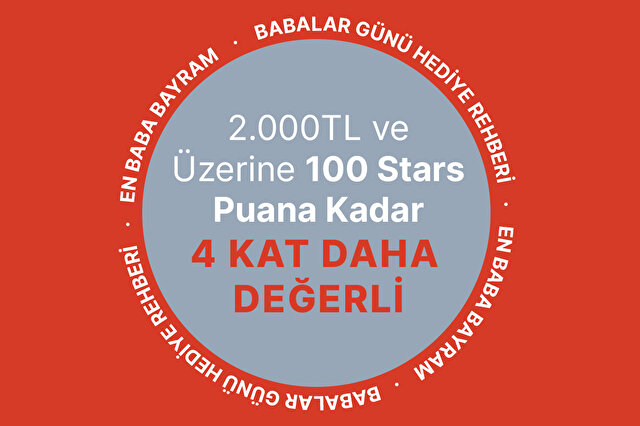 BABALAR GÜNÜ HEDİYE REHBERİ
·
EN BABA BAYRAM
·
BABALAR GÜNÜ HEDİYE REHBERİ
·
EN BABA BAYRAM
·
2.000TL ve
Üzerine 100 Stars
Puana Kadar
4 KAT DAHA
DEĞERLİ